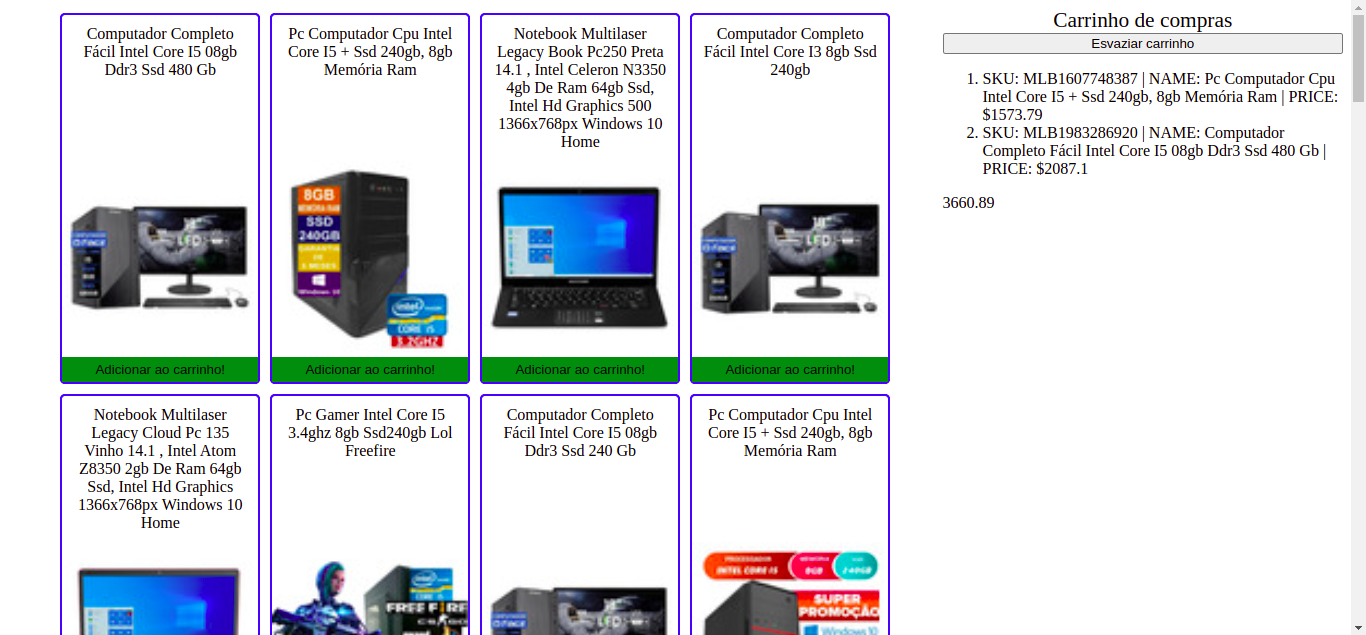 Computador Completo
Fácil Intel Core I5 08gb
Ddr3 Ssd 480 Gb
Adicionar ao carrinho!
Pc Computador Cpu Intel
Core I5 + Ssd 240gb, 8gb
Memória Ram
8GB
MEMÓRIA RAM
SSD
240GB
GARANTIA
DE
Windows 10
intel
CORE i5
3.2GHZ
Adicionar ao carrinho!
Notebook Multilaser
Legacy Book Pc250 Preta
14.1 , Intel Celeron N3350
4gb De Ram 64gb Ssd,
Intel Hd Graphics 500
1366x768px Windows 10
Home
Adicionar ao carrinho!
Computador Completo
Fácil Intel Core I3 8gb Ssd
240gb
Adicionar ao carrinho!
Carrinho de compras
Esvaziar carrinho
1. SKU: MLB1607748387 | NAME: Pc Computador Cpu
Intel Core I5 + Ssd 240gb, 8gb Memória Ram | PRICE:
$1573.79
2. SKU: MLB1983286920 | NAME: Computador
Completo Fácil Intel Core I5 08gb Ddr3 Ssd 480 Gb |
PRICE: $2087.1
3660.89
Notebook Multilaser
Legacy Cloud Pc 135
Vinho 14.1 , Intel Atom
Z8350 2gb De Ram 64gb
Ssd, Intel Hd Graphics
1366x768px Windows 10
Home
Pc Gamer Intel Core I5
3.4ghz 8gb Ssd240gb Lol
Freefire
intel
CORE i5
FREE FIRE
CS:GO
Computador Completo
Fácil Intel Core I5 08gb
Ddr3 Ssd 240 Gb
Pc Computador Cpu Intel
Core I5 + Ssd 240gb, 8gb
Memória Ram
PROCESSADOR
INTEL CORE I5
MEMÓRIA
8GB
240GB
SUPER
PROMOÇÃO
Windows 10